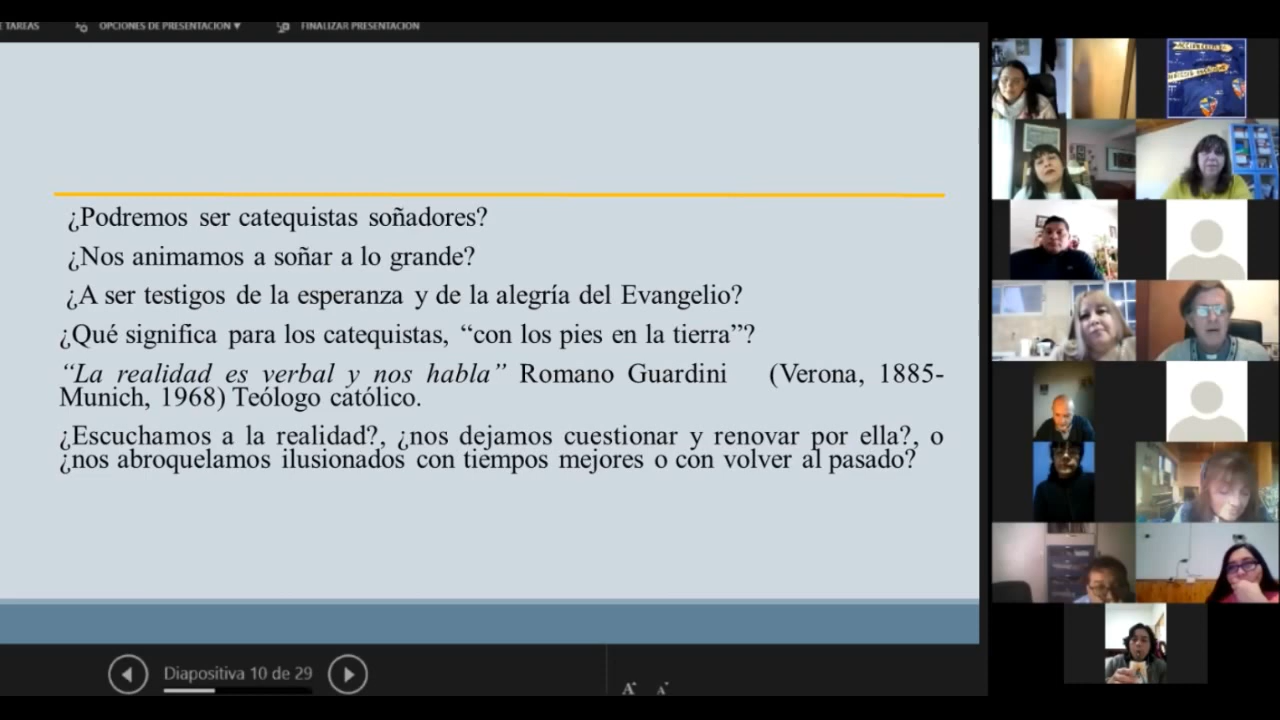 E TAREAS OPCIONES DE PRESENTACIÓN ▼ FINALIZAR PRESENTACIÓN
¿Podremos ser catequistas soñadores?
¿Nos animamos a soñar a lo grande?
¿A ser testigos de la esperanza y de la alegría del Evangelio?
¿Qué significa para los catequistas, “con los pies en la tierra”?
“La realidad es verbal y nos habla” Romano Guardini (Verona, 1885-
Munich, 1968) Teólogo católico.
¿Escuchamos a la realidad?, ¿nos dejamos cuestionar y renovar por ella?, o
¿nos abroquelamos ilusionados con tiempos mejores o con volver al pasado?
Diapositiva 10 de 29
A A